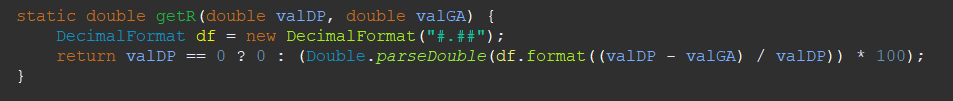 static double getR(double valDP, double valGA) {
    DecimalFormat df = new DecimalFormat("#.##");
    return valDP == 0 ? 0 : (Double.parseDouble(df.format((valDP - valGA) / valDP)) * 100);
}